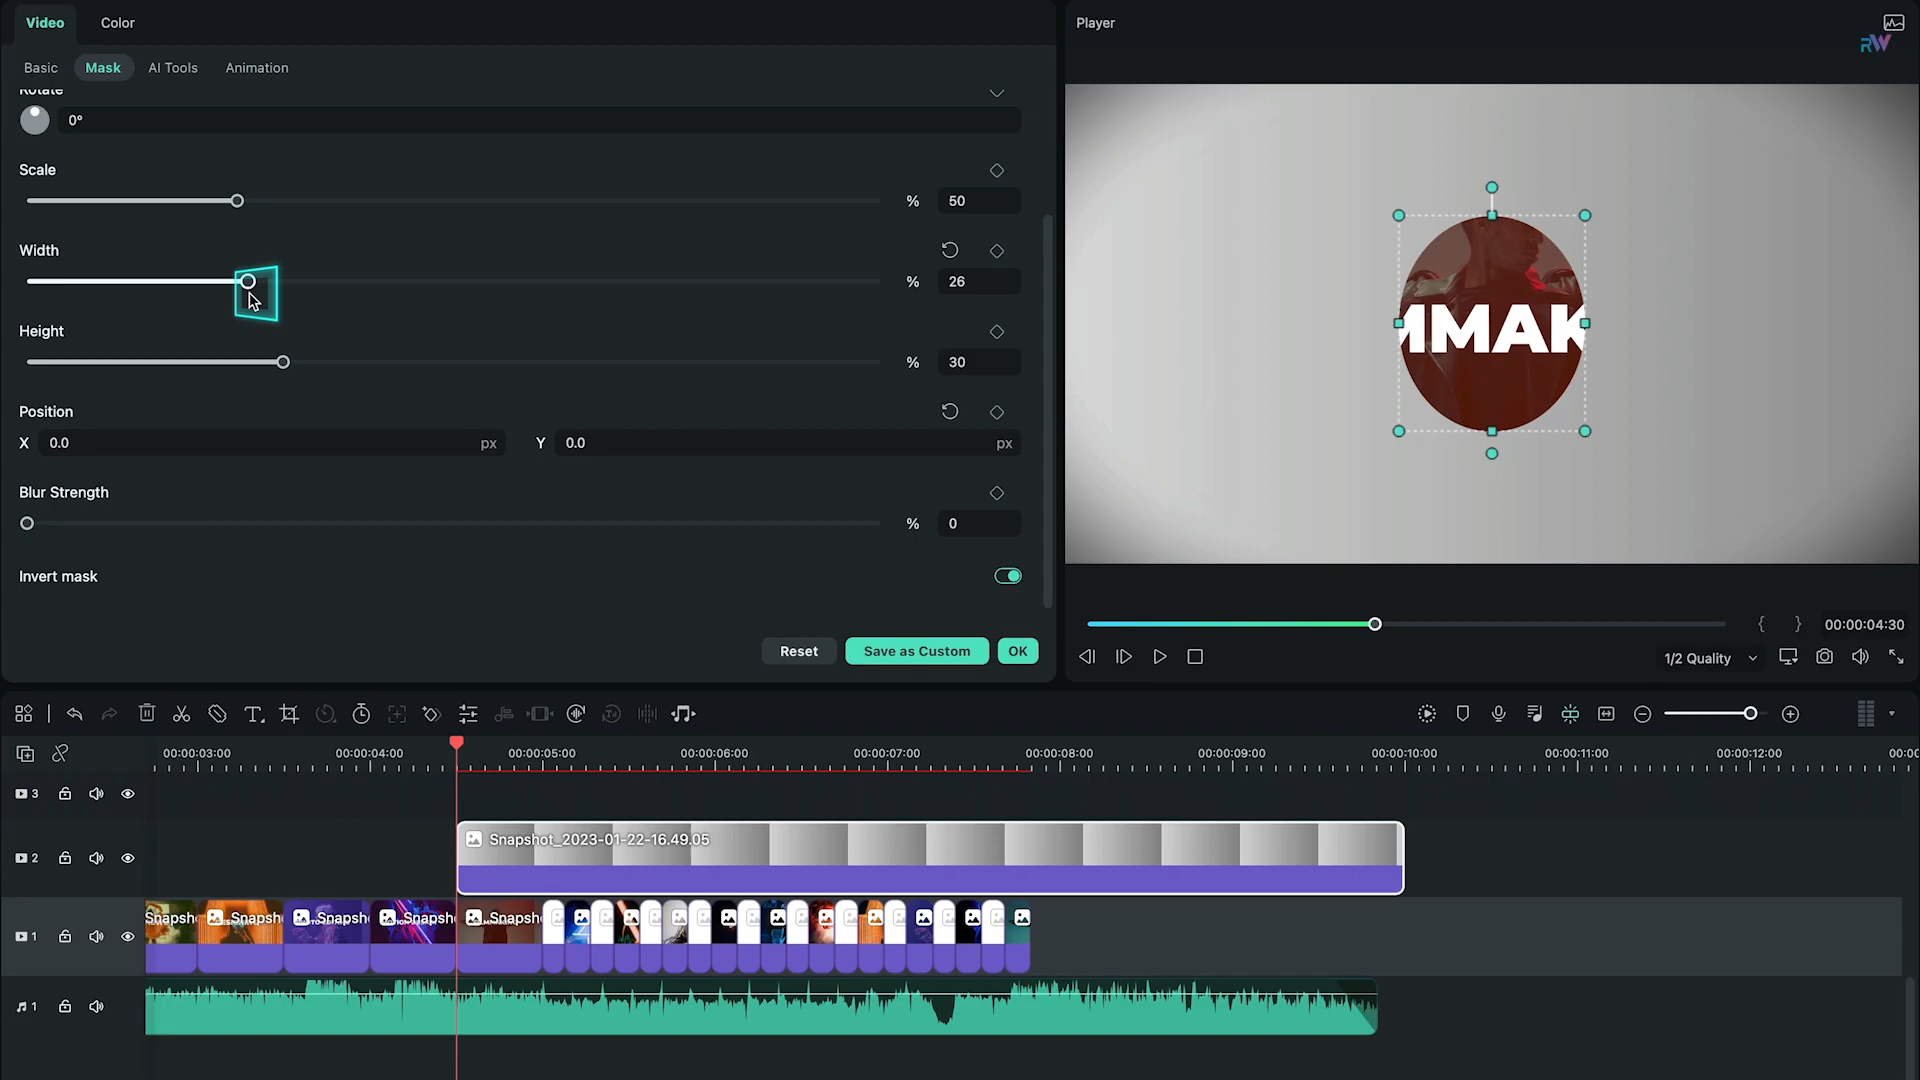 Video
Color
Player
RW
Basic
Mask
AI Tools
Animation
Rotate
0°
Scale
%
50
Width
%
26
Height
%
30
Position
X
0.0
px
Y
0.0
px
Blur Strength
%
0
Invert mask
Reset
Save as Custom
OK
MMAK
{ }
00:00:04:30
1/2 Quality
00:00:03:00
00:00:04:00
00:00:05:00
00:00:06:00
00:00:07:00
00:00:08:00
00:00:09:00
00:00:10:00
00:00:11:00
00:00:12:00
00:00
3
2
Snapshot_2023-01-22-16.49.05
1
Snapsh
Snapsh
Snapsh
Snapsh
Snapsh
1